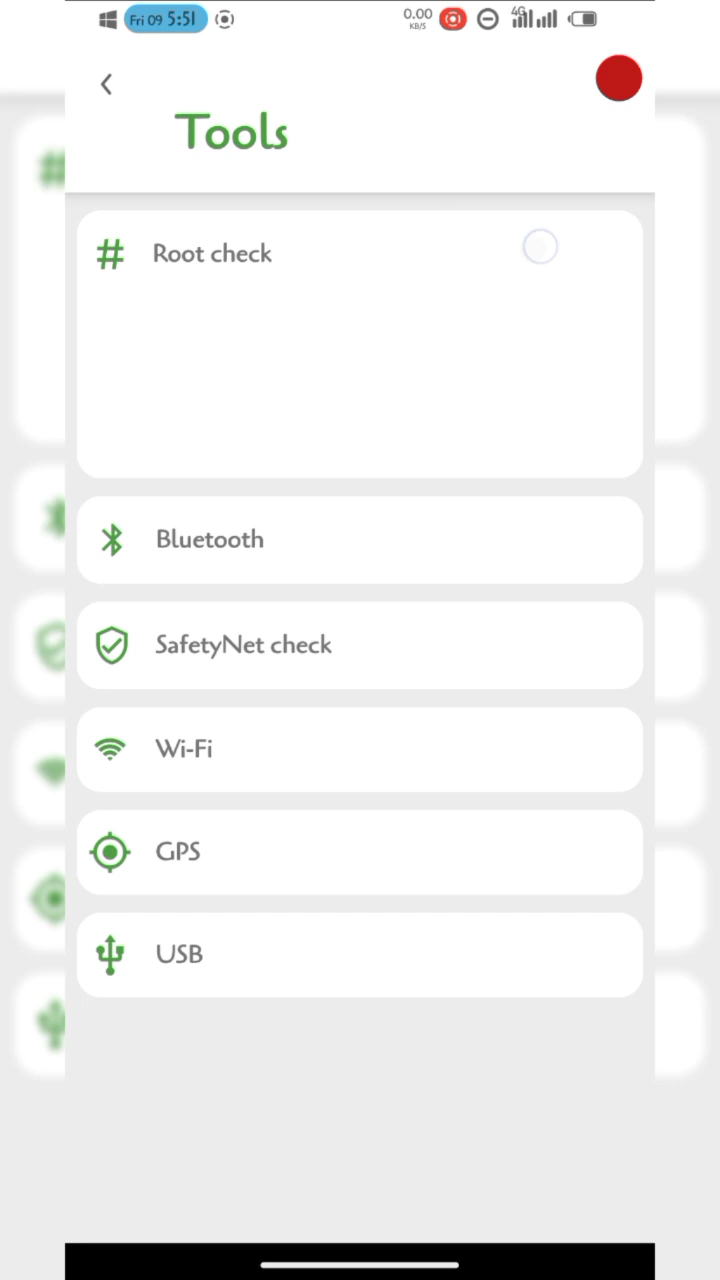 Fri 09 5:51
0.00
KB/S
4G
Tools
# Root check
Bluetooth
SafetyNet check
Wi-Fi
GPS
USB